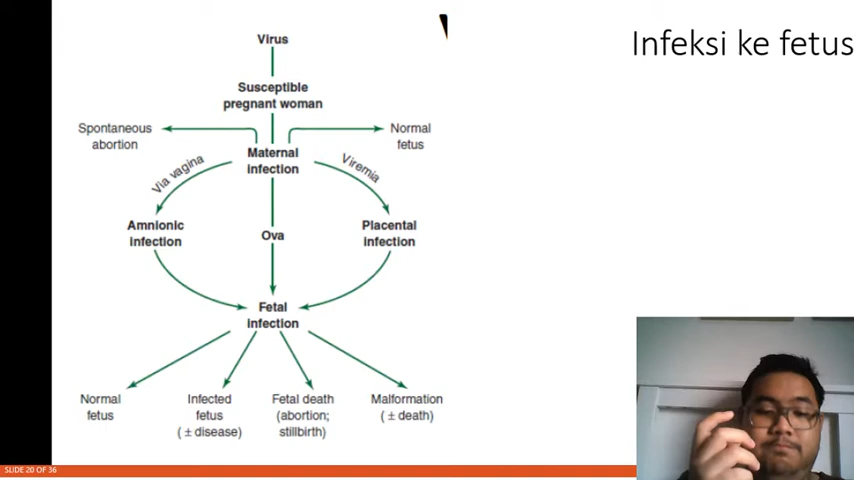 Infeksi ke fetus
Virus
Susceptible
pregnant woman
Spontaneous
abortion
Normal
fetus
Maternal
infection
Via vagina
Viremia
Amnionic
infection
Ova
Placental
infection
Fetal
infection
Normal
fetus
Infected
fetus
(± disease)
Fetal death
(abortion;
stillbirth)
Malformation
(± death)
SLIDE 20 OF 36